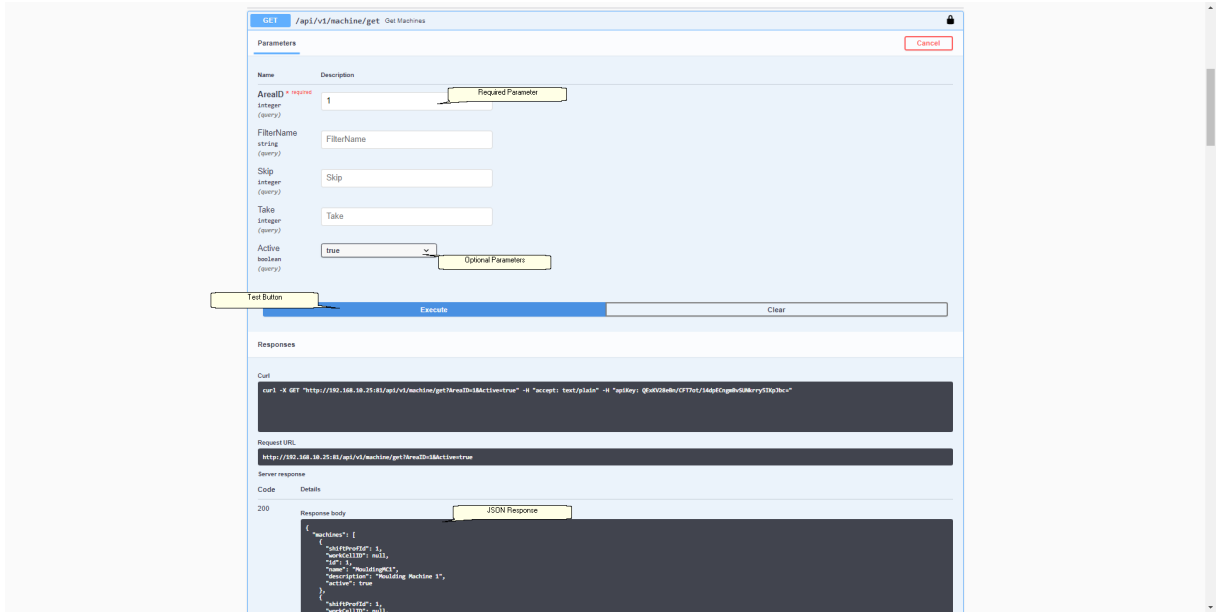 GET /api/v1/machine/get Get Machines
Parameters
Cancel
Name Description
AreaID * required
integer
(query)
1
Required Parameter
FilterName
string
(query)
FilterName
Skip
integer
(query)
Skip
Take
integer
(query)
Take
Active
boolean
(query)
true
Optional Parameters
Test Button
Execute
Clear
Responses
Curl
curl -X GET "http://192.168.10.25:81/api/v1/machine/get?AreaID=1&Active=true" -H "accept: text/plain" -H "apiKey:
Request URL
http://192.168.10.25:81/api/v1/machine/get?AreaID=1&Active=true
Server response
Code Details
200
Response body
JSON Response
{
"machines": [
{
"shiftProfId": 1,
"workCellID": null,
"id": 1,
"name": "MouldingMC1",
"description": "Moulding Machine 1",
"active": true
},
{
"shiftProfId": 1,
"workCellID": null,